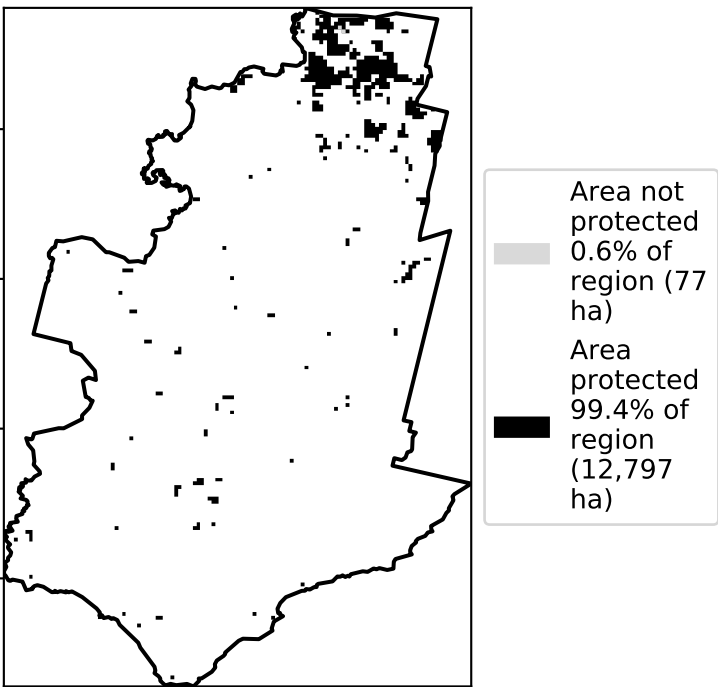 Area not
protected
0.6% of
region (77
ha)
Area
protected
99.4% of
region
(12,797
ha)